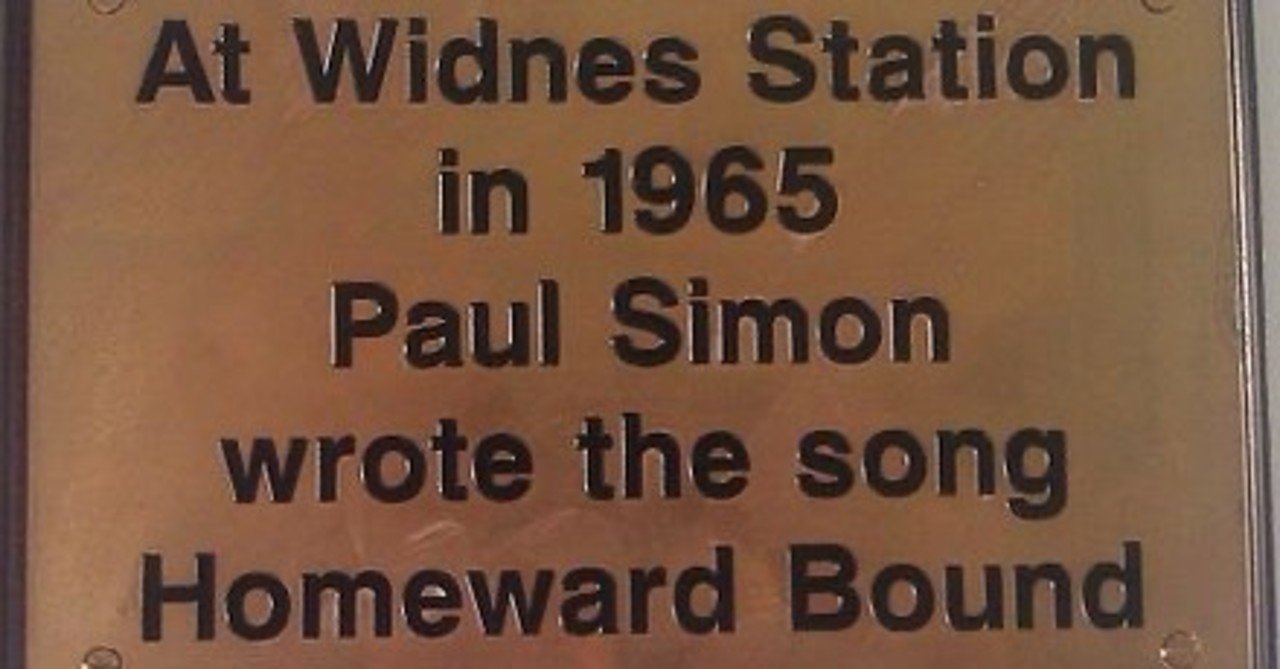 At Widnes Station
in 1965
Paul Simon
wrote the song
Homeward Bound